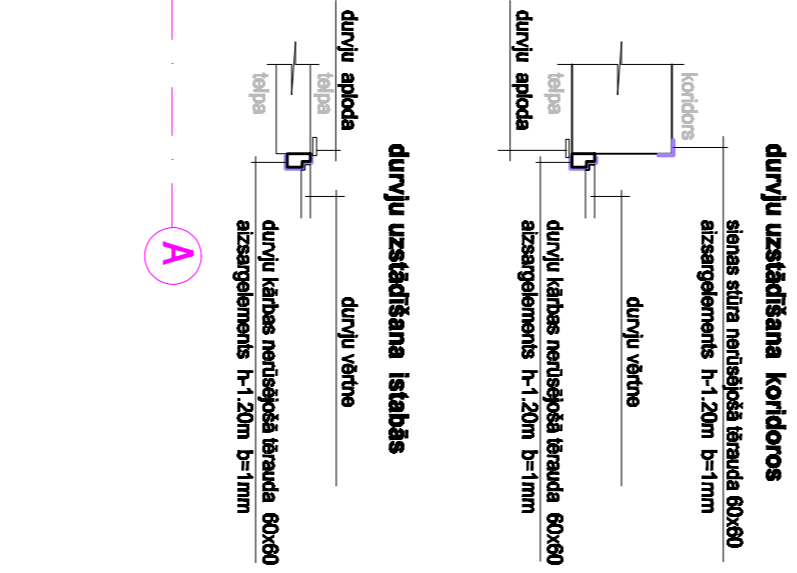 durvju uzstādīšana koridoros
sienas stūra nerūsējošā tērauda 60x60
aizsargelements h-1.20m b=1mm
koridors
durvju vērtne
telpa
durvju kārbas nerūsējošā tērauda 60x60
aizsargelements h-1.20m b=1mm
durvju aploda
durvju uzstādīšana istabās
durvju aploda
durvju vērtne
telpa
telpa
durvju kārbas nerūsējošā tērauda 60x60
aizsargelements h-1.20m b=1mm
A